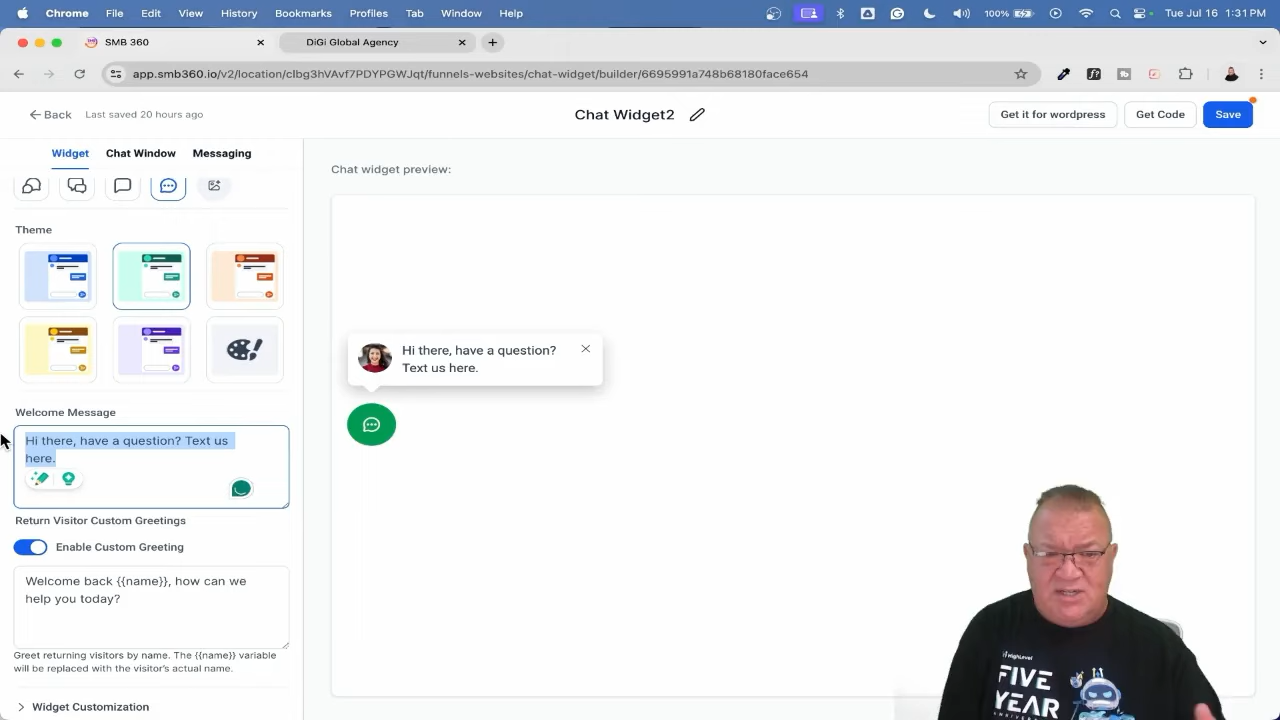 Chrome File Edit View History Bookmarks Profiles Tab Window Help 100% Tue Jul 16 1:31 PM
SMB 360 DiGi Global Agency
app.smb360.io/v2/location/cIbg3hVAvf7PDYPGWJqt/funnels-websites/chat-widget/builder/6695991a748b68180face654
Back Last saved 20 hours ago Chat Widget2 Get it for wordpress Get Code Save
Widget Chat Window Messaging
Chat widget preview:
Theme
Hi there, have a question?
Text us here.
Welcome Message
Hi there, have a question? Text us
here.
Return Visitor Custom Greetings
Enable Custom Greeting
Welcome back {{name}}, how can we
help you today?
Greet returning visitors by name. The {{name}} variable
will be replaced with the visitor's actual name.
Widget Customization
HighLevel
FIVE
YEAR